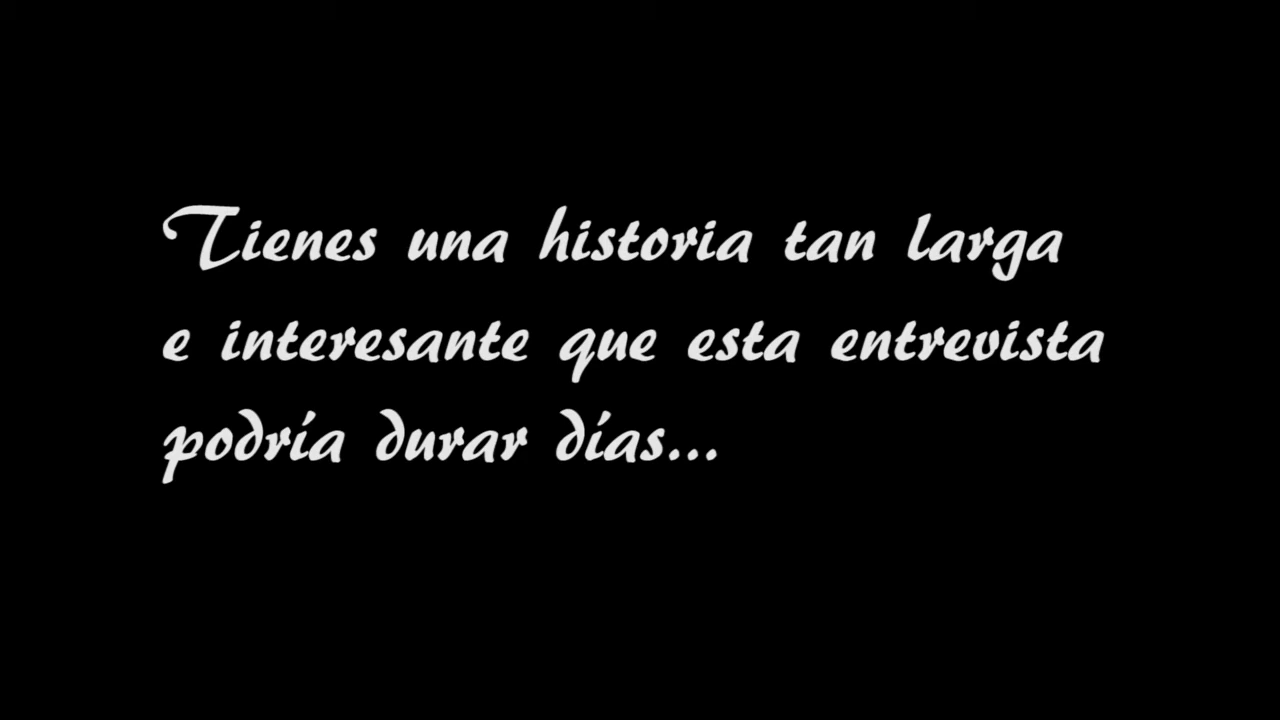 Tienes una historia tan larga
e interesante que esta entrevista
podría durar días...